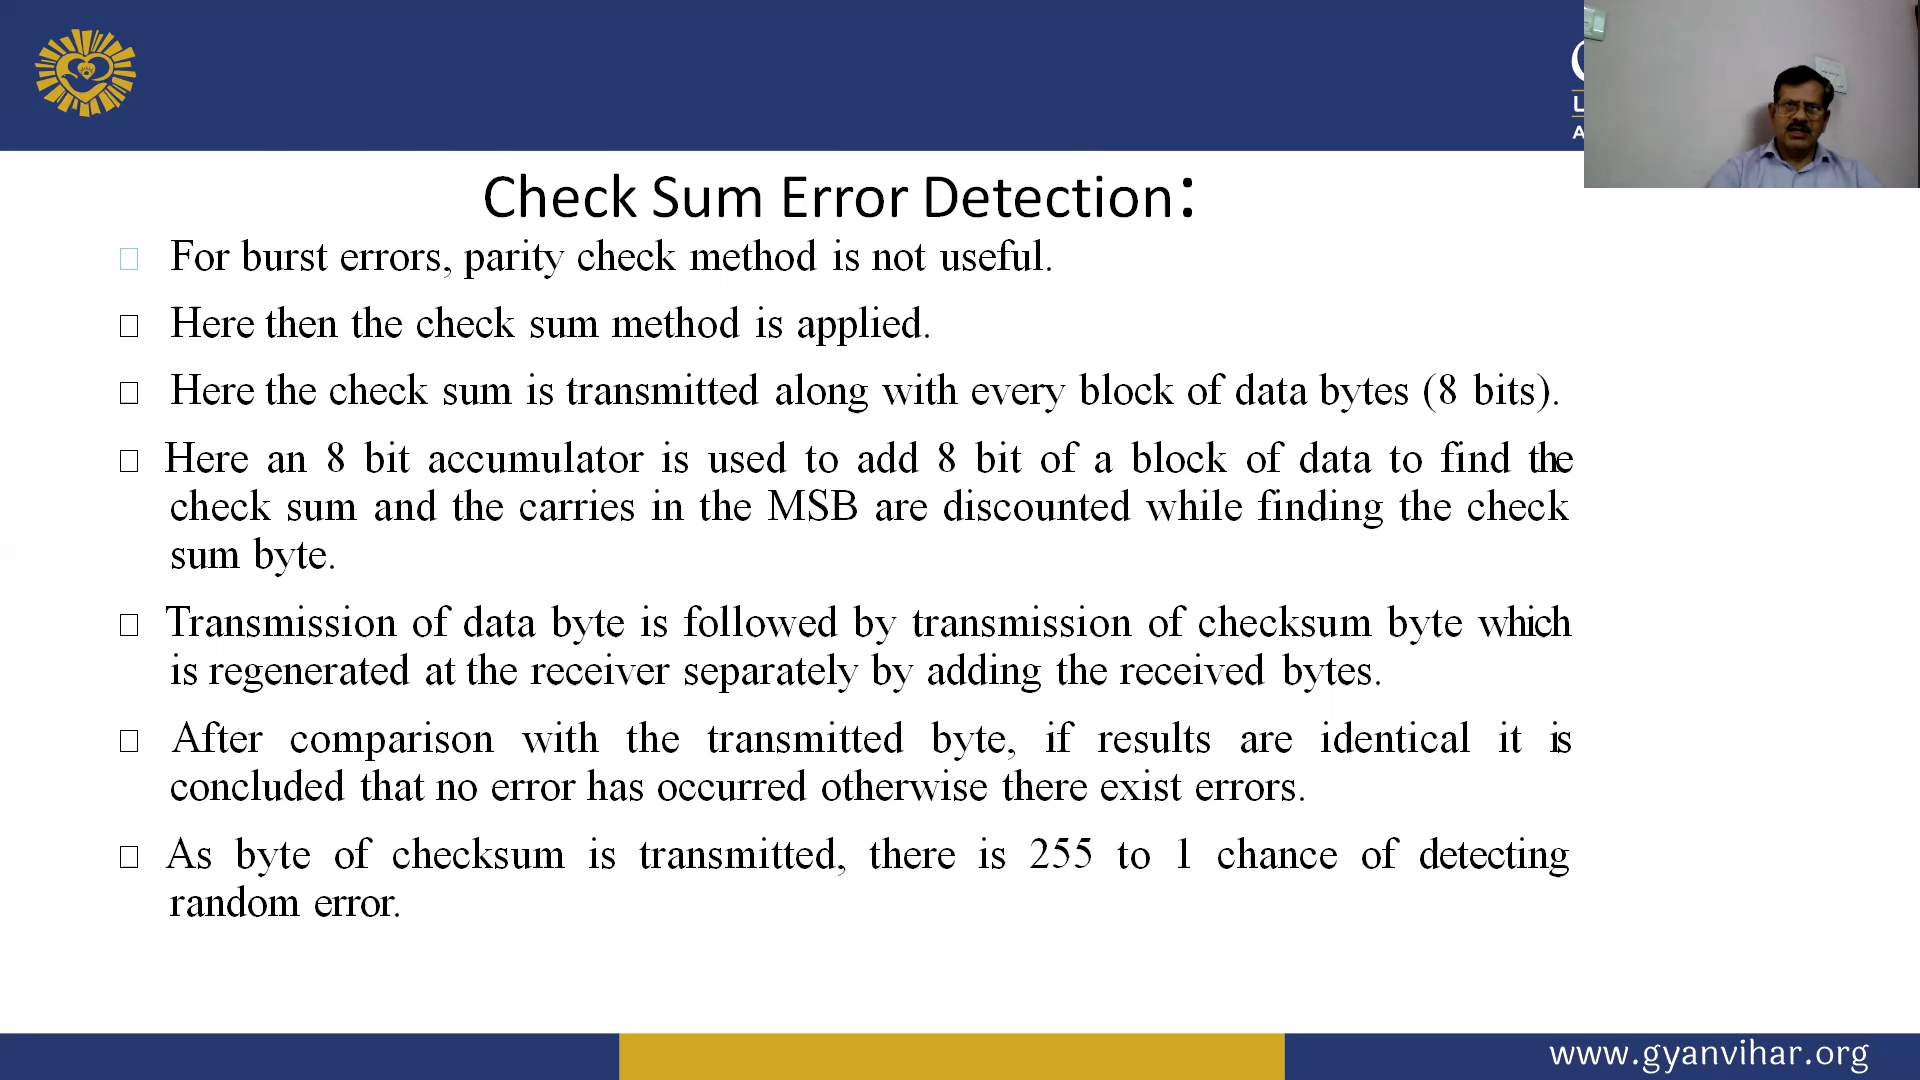 Check Sum Error Detection:
For burst errors, parity check method is not useful.
Here then the check sum method is applied.
Here the check sum is transmitted along with every block of data bytes (8 bits).
Here an 8 bit accumulator is used to add 8 bit of a block of data to find the
check sum and the carries in the MSB are discounted while finding the check
sum byte.
Transmission of data byte is followed by transmission of checksum byte which
is regenerated at the receiver separately by adding the received bytes.
After comparison with the transmitted byte, if results are identical it is
concluded that no error has occurred otherwise there exist errors.
As byte of checksum is transmitted, there is 255 to 1 chance of detecting
random error.
www.gyanvihar.org